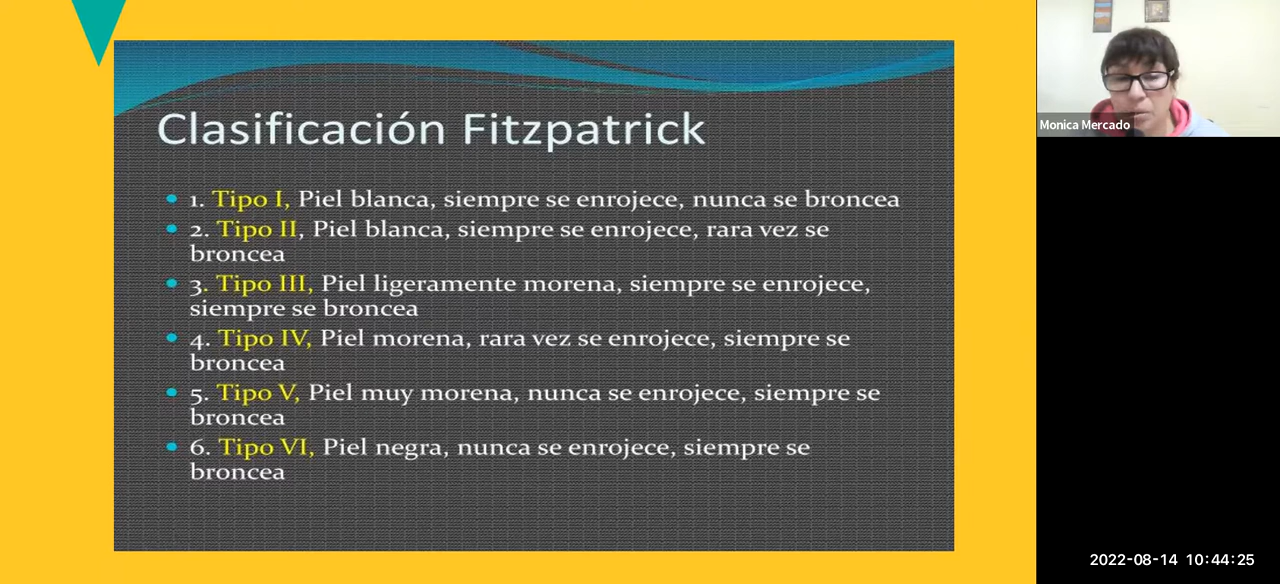 Clasificación Fitzpatrick
1. Tipo I, Piel blanca, siempre se enrojece, nunca se broncea
2. Tipo II, Piel blanca, siempre se enrojece, rara vez se
broncea
3. Tipo III, Piel ligeramente morena, siempre se enrojece,
siempre se broncea
4. Tipo IV, Piel morena, rara vez se enrojece, siempre se
broncea
5. Tipo V, Piel muy morena, nunca se enrojece, siempre se
broncea
6. Tipo VI, Piel negra, nunca se enrojece, siempre se
broncea
Monica Mercado
2022-08-14 10:44:25